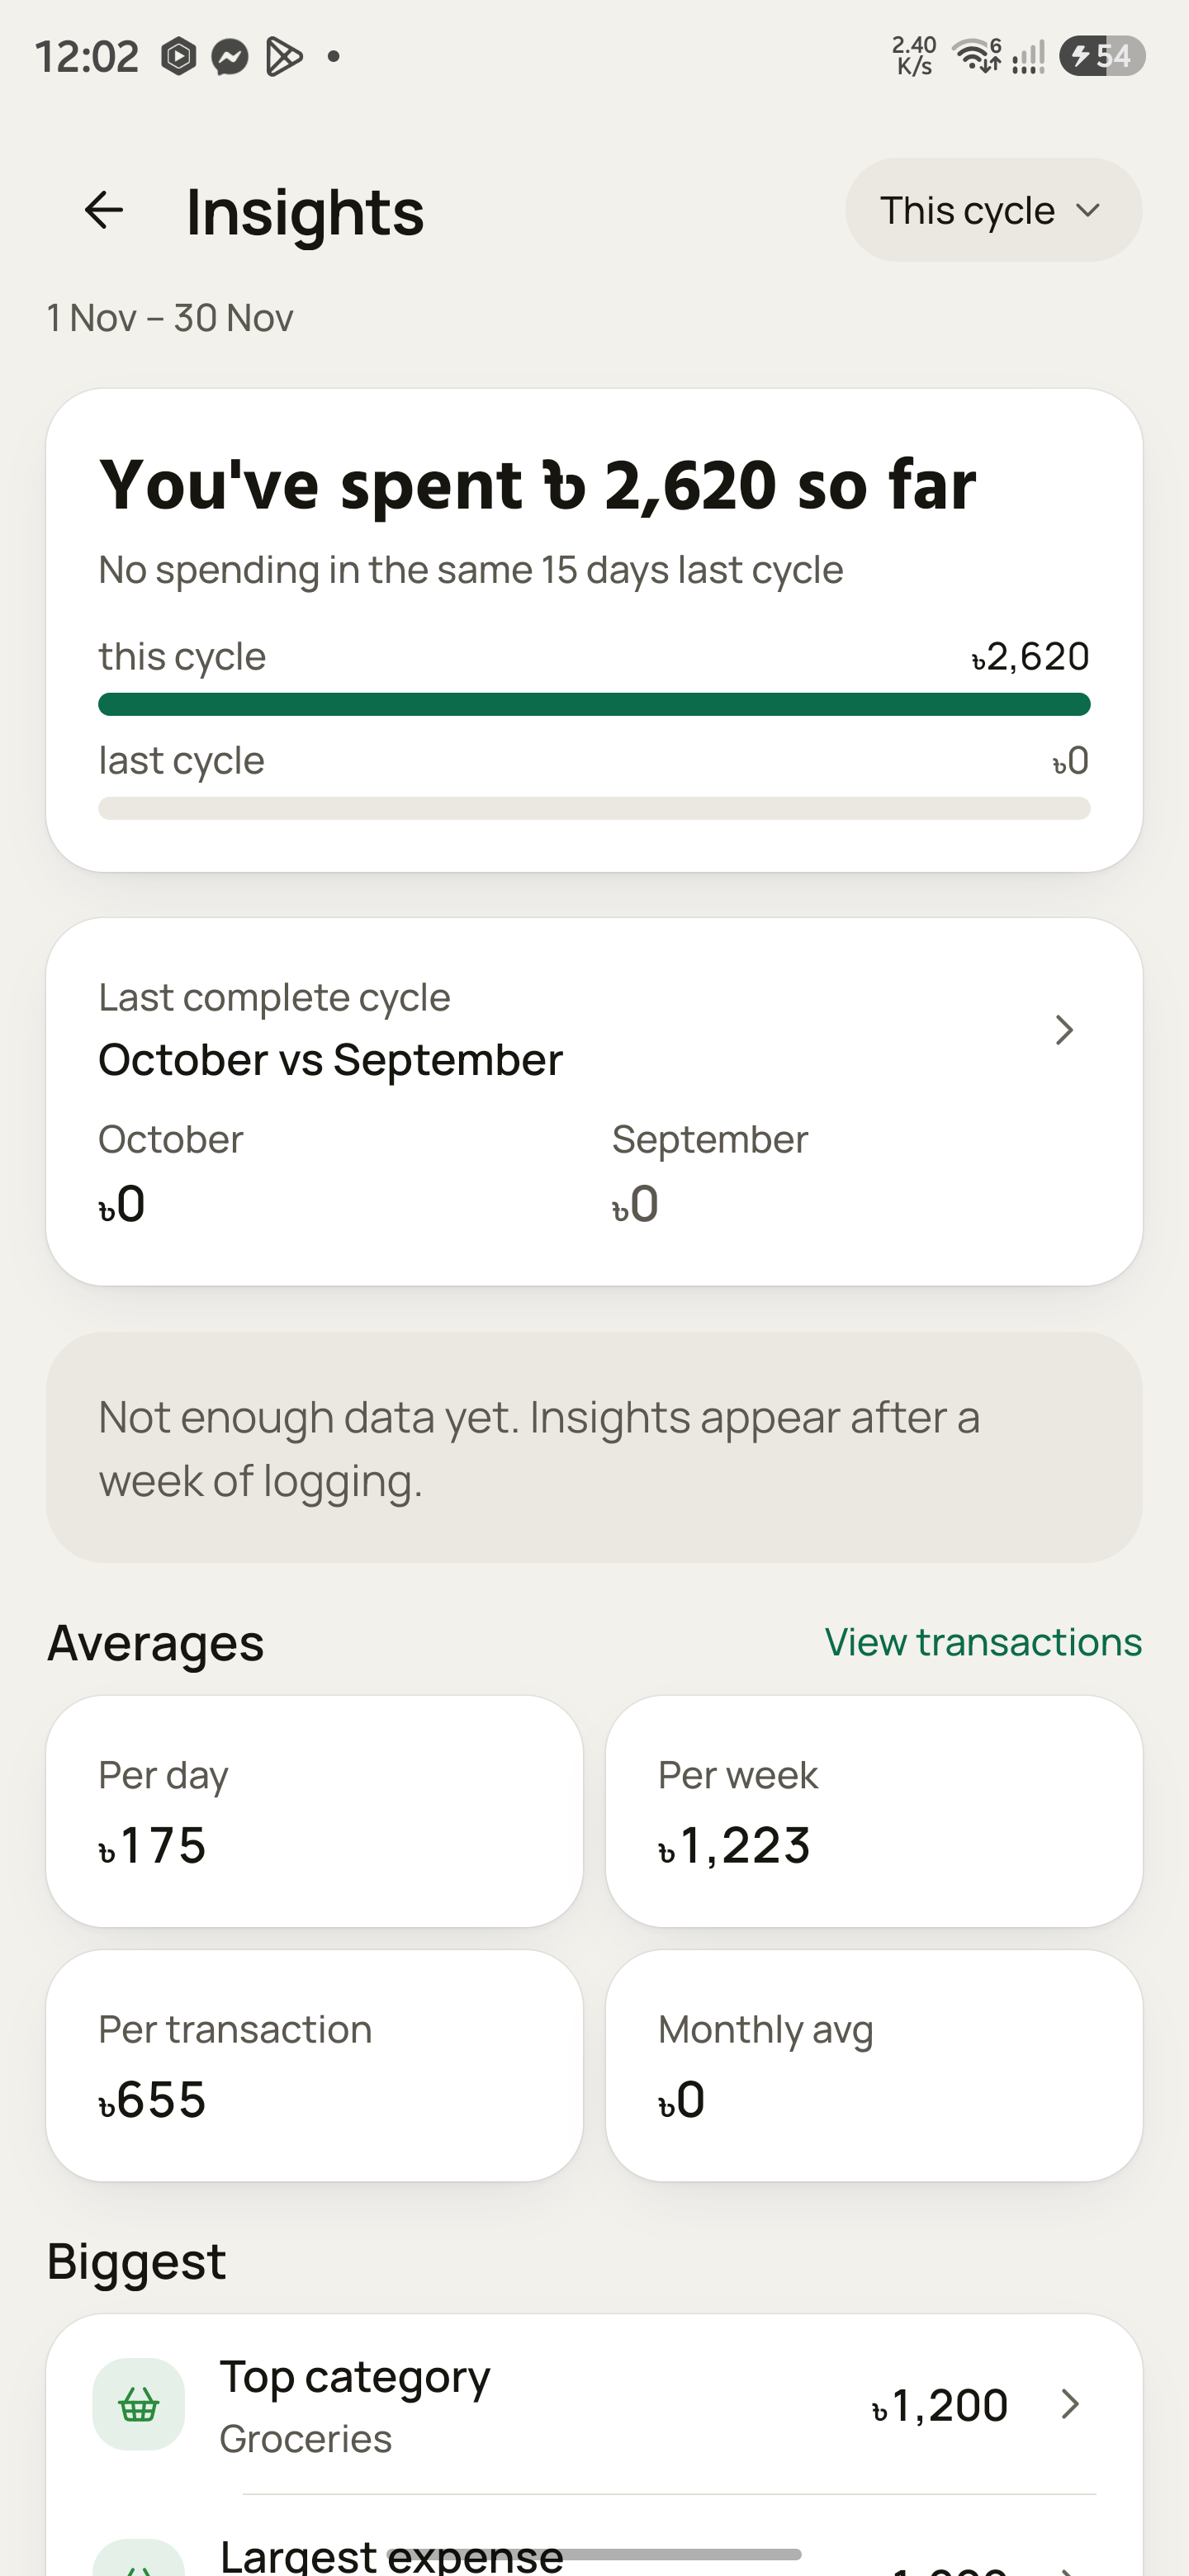 12:02
2.40
K/s
6
54
Insights
This cycle
1 Nov – 30 Nov
You've spent ৳ 2,620 so far
No spending in the same 15 days last cycle
this cycle ৳2,620
last cycle ৳0
Last complete cycle
October vs September
October September
৳0 ৳0
Not enough data yet. Insights appear after a
week of logging.
Averages View transactions
Per day Per week
৳175 ৳1,223
Per transaction Monthly avg
৳655 ৳0
Biggest
Top category
৳1,200
Groceries
Largest expense